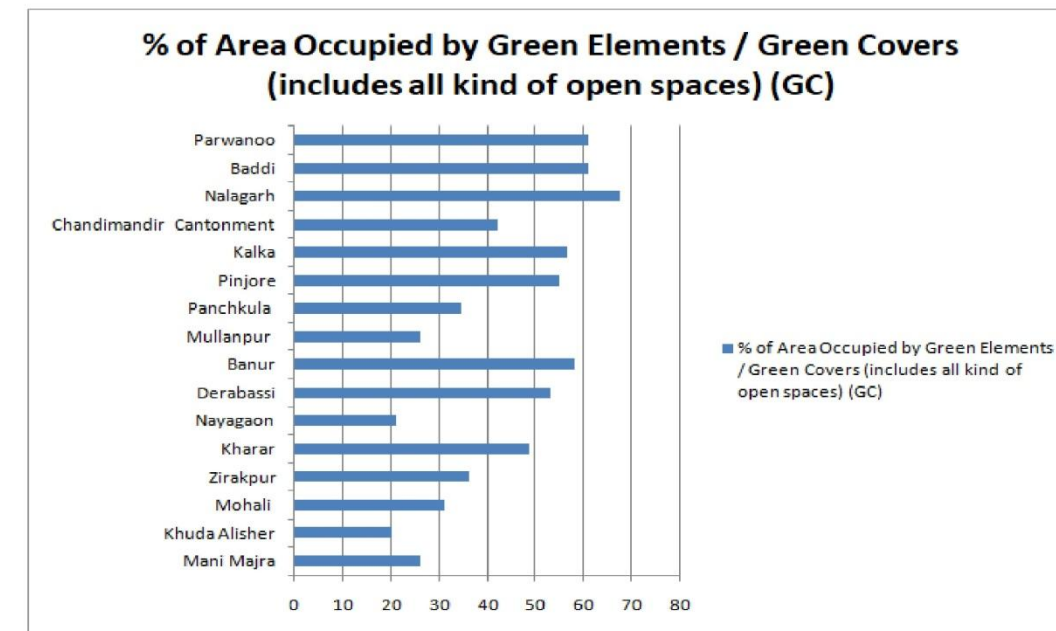 % of Area Occupied by Green Elements / Green Covers
(includes all kind of open spaces) (GC)
Parwanoo
Baddi
Nalagarh
Chandimandir Cantonment
Kalka
Pinjore
Panchkula
Mullanpur
Banur
Derabassi
Nayagaon
Kharar
Zirakpur
Mohali
Khuda Alisher
Mani Majra
0 10 20 30 40 50 60 70 80
% of Area Occupied by Green Elements
/ Green Covers (includes all kind of
open spaces) (GC)